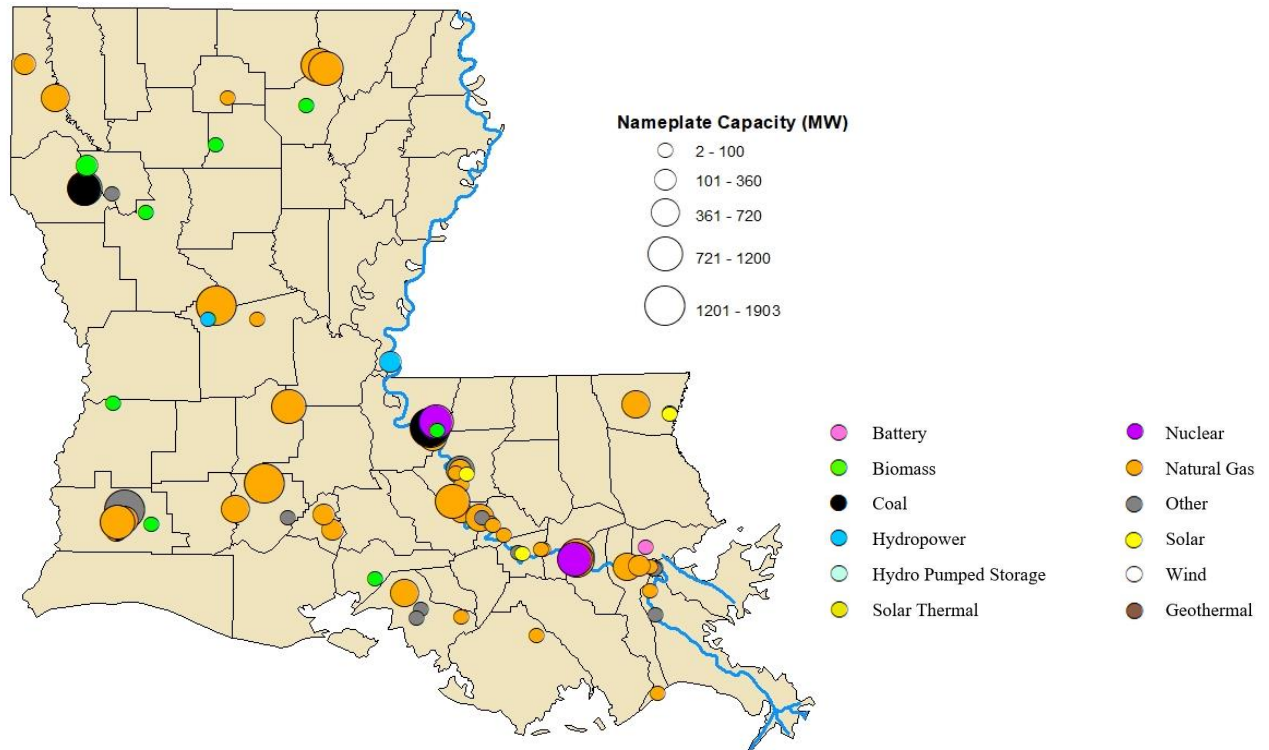 Nameplate Capacity (MW)
2 - 100
101 - 360
361 - 720
721 - 1200
1201 - 1903
Battery
Biomass
Coal
Hydropower
Hydro Pumped Storage
Solar Thermal
Nuclear
Natural Gas
Other
Solar
Wind
Geothermal